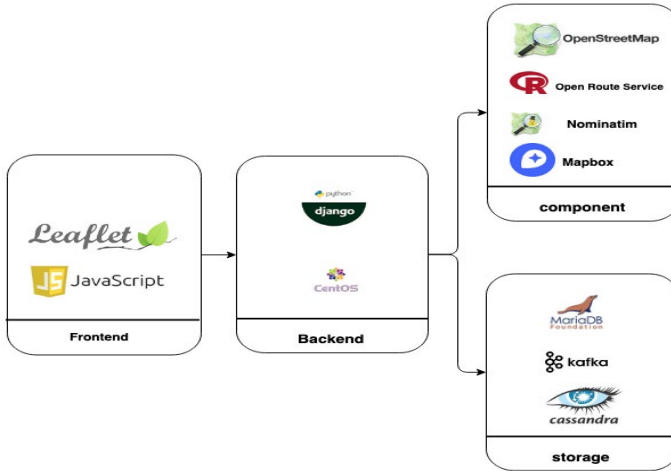 Leaflet
JS JavaScript
Frontend
python
django
CentOS
Backend
OpenStreetMap
Open Route Service
Nominatim
Mapbox
component
MariaDB
Foundation
kafka
cassandra
storage